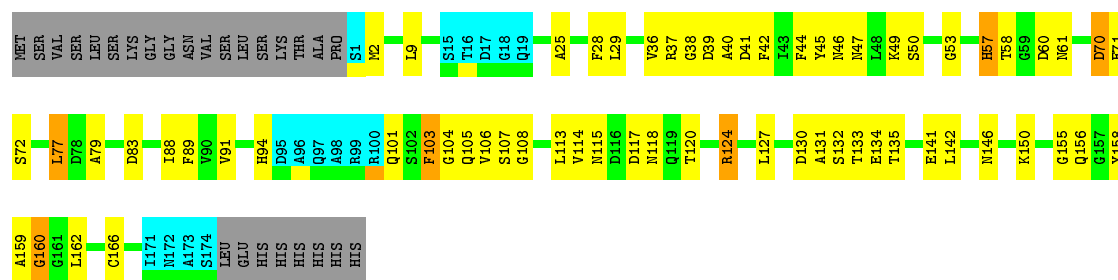 MET SER VAL SER LEU SER LYS GLY GLY ASN VAL SER LEU SER LYS THR ALA PRO S1 M2 L9 S15 T16 D17 G18 Q19 A25 F28 L29 V36 R37 G38 D39 A40 D41 F42 I43 F44 Y45 N46 N47 L48 K49 S50 G53 H57 T58 G59 D60 N61 D70 E71
S72 L77 D78 A79 D83 I88 F89 V90 V91 H94 D95 A96 Q97 A98 R99 R100 Q101 S102 F103 G104 Q105 V106 S107 G108 L113 V114 N115 D116 D117 N118 Q119 T120 R124 L127 D130 A131 S132 T133 E134 T135 E141 L142 N146 K150 G155 Q156 G157 Y158
A159 G160 G161 L162 C166 I171 N172 A173 S174 LEU GLU HIS HIS HIS HIS HIS HIS